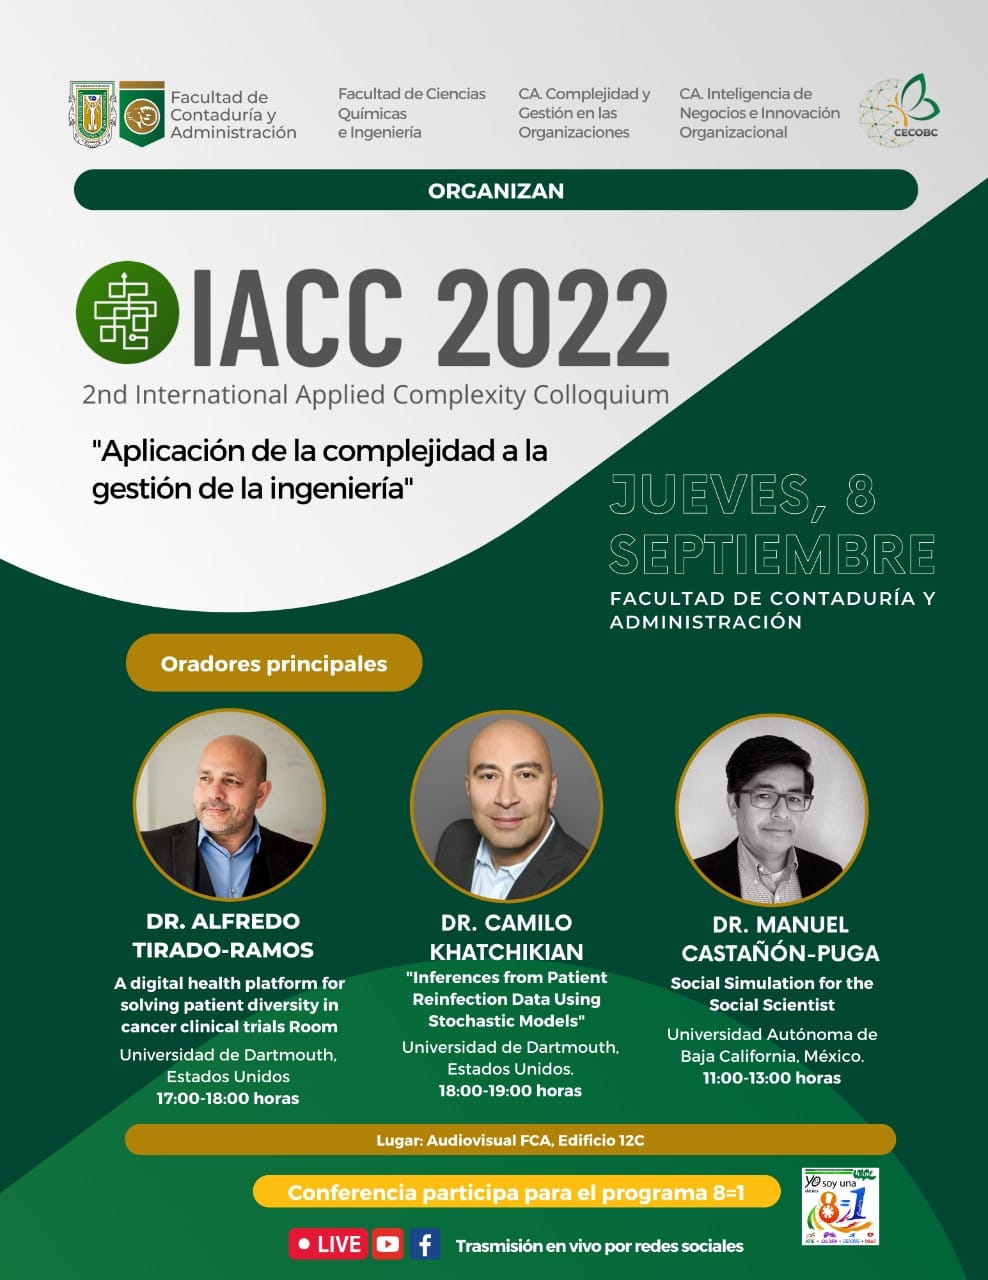 Facultad de
Contaduría y
Administración
Facultad de Ciencias
Químicas
e Ingeniería
CA. Complejidad y
Gestión en las
Organizaciones
CA. Inteligencia de
Negocios e Innovación
Organizacional
CECOBC
ORGANIZAN
IACC 2022
2nd International Applied Complexity Colloquium
"Aplicación de la complejidad a la
gestión de la ingeniería"
JUEVES, 8
SEPTIEMBRE
FACULTAD DE CONTADURÍA Y
ADMINISTRACIÓN
Oradores principales
DR. ALFREDO
TIRADO-RAMOS
A digital health platform for
solving patient diversity in
cancer clinical trials Room
Universidad de Dartmouth,
Estados Unidos
17:00-18:00 horas
DR. CAMILO
KHATCHIKIAN
"Inferences from Patient
Reinfection Data Using
Stochastic Models"
Universidad de Dartmouth,
Estados Unidos.
18:00-19:00 horas
DR. MANUEL
CASTAÑÓN-PUGA
Social Simulation for the
Social Scientist
Universidad Autónoma de
Baja California, México.
11:00-13:00 horas
Lugar: Audiovisual FCA, Edificio 12C
Conferencia participa para el programa 8=1
Yo soy una
8=1
LIVE
Trasmisión en vivo por redes sociales